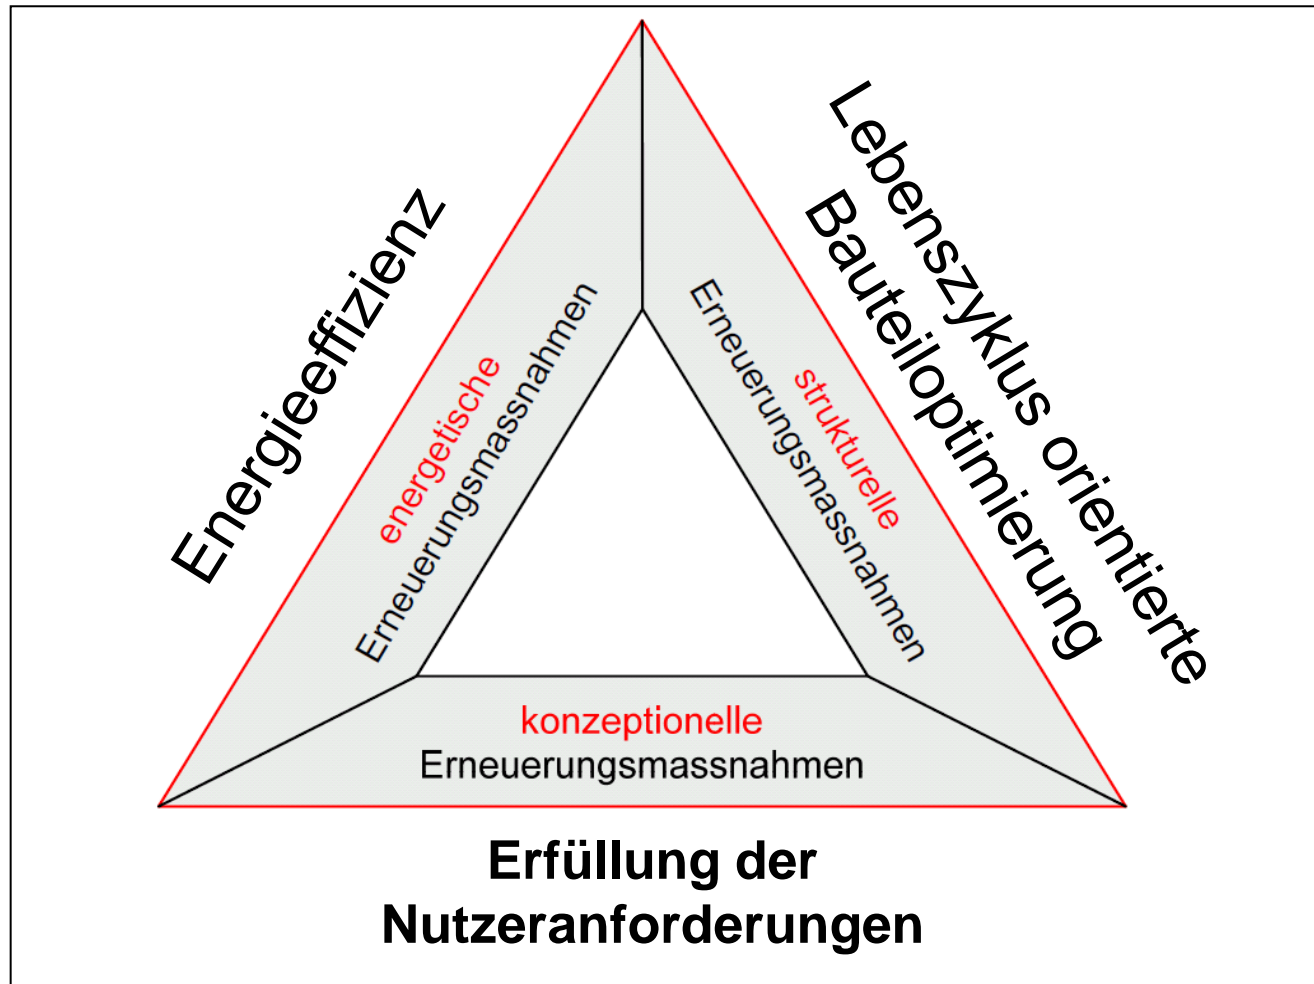 Energieeffizienz
energetische
Erneuerungsmassnahmen
Lebenszyklus orientierte
Bauteiloptimierung
strukturelle
Erneuerungsmassnahmen
konzeptionelle
Erneuerungsmassnahmen
Erfüllung der
Nutzeranforderungen